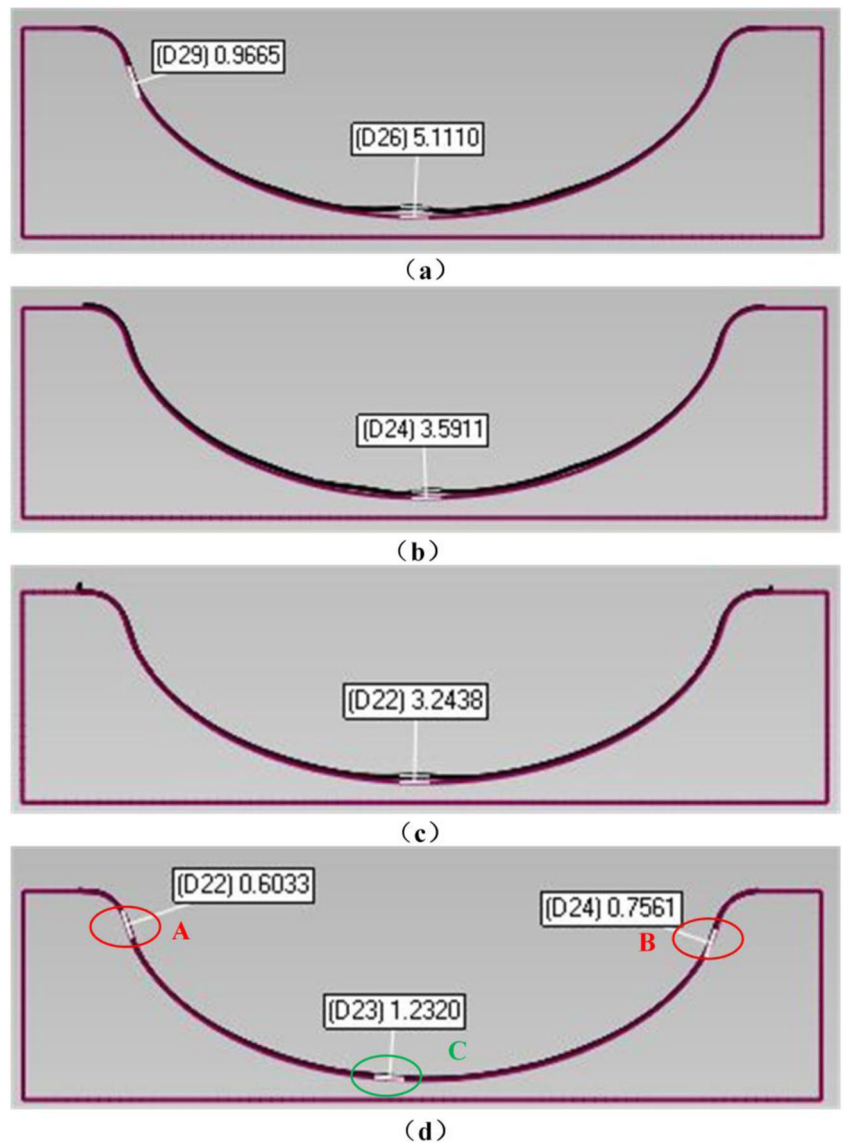 (D29) 0.9665
(D26) 5.1110
（a）
(D24) 3.5911
（b）
(D22) 3.2438
（c）
(D22) 0.6033
(D24) 0.7561
A
B
(D23) 1.2320
C
（d）